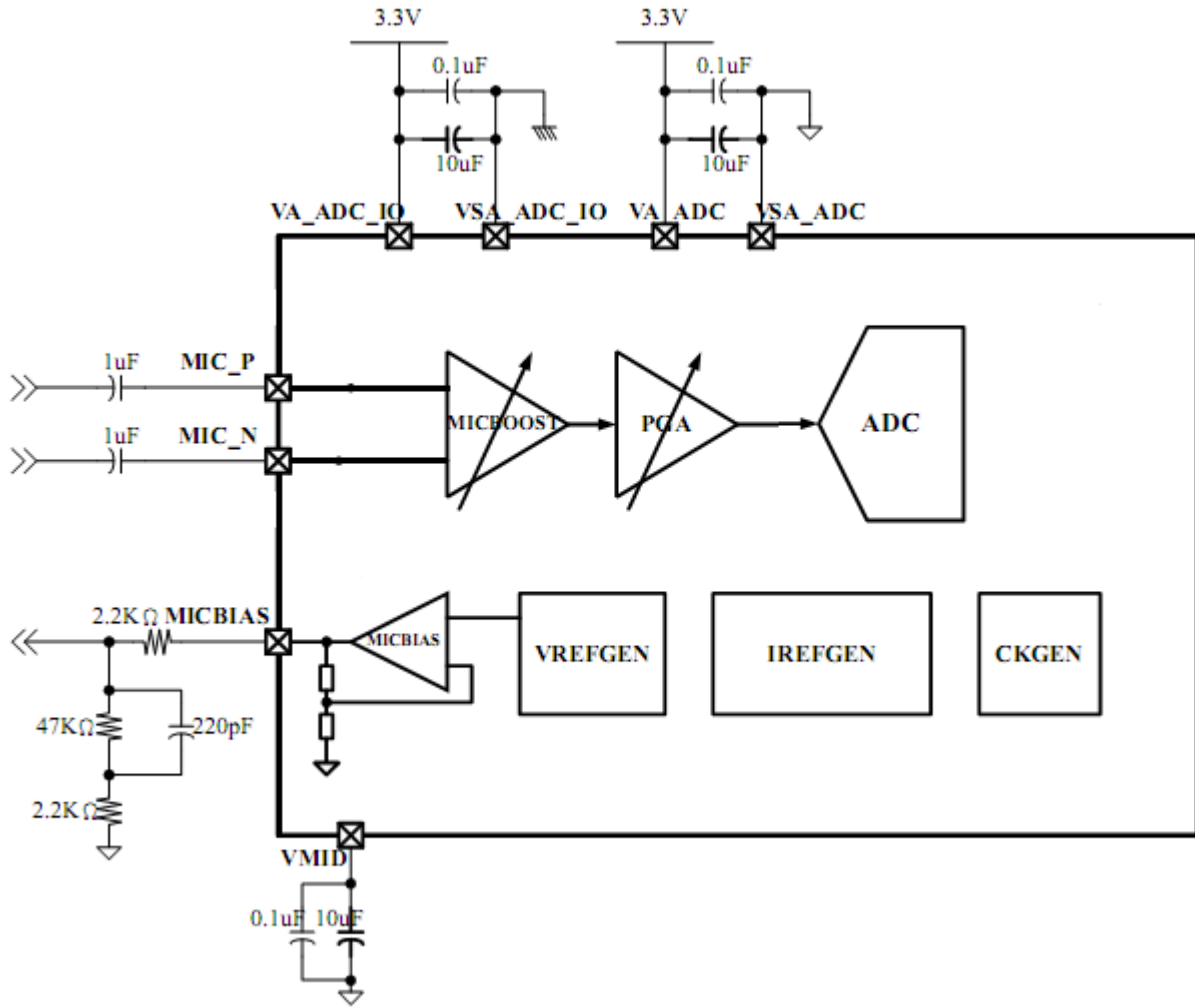 3.3V
3.3V
0.1uF
0.1uF
10uF
10uF
VA_ADC_IO
VSA_ADC_IO
VA_ADC
VSA_ADC
1uF
MIC_P
1uF
MIC_N
MICBOOST
PGA
ADC
2.2KΩ
MICBIAS
MICBIAS
VREFGEN
IREFGEN
CKGEN
47KΩ
220pF
2.2KΩ
VMID
0.1uF
10uF